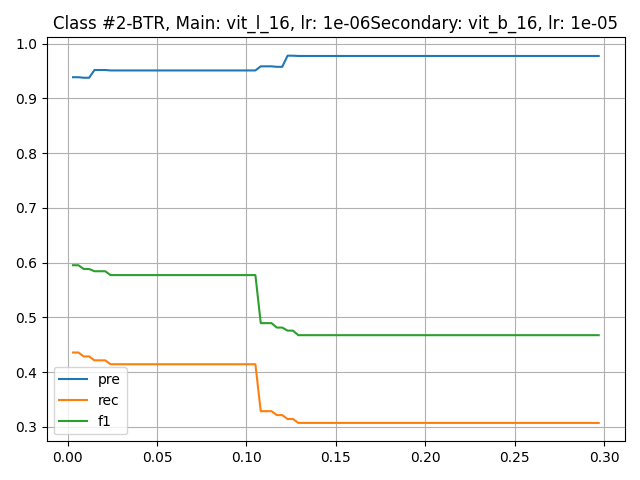 Class #2-BTR, Main: vit_l_16, lr: 1e-06Secondary: vit_b_16, lr: 1e-05
1.0
0.9
0.8
0.7
0.6
0.5
0.4
0.3
pre
rec
f1
0.00 0.05 0.10 0.15 0.20 0.25 0.30